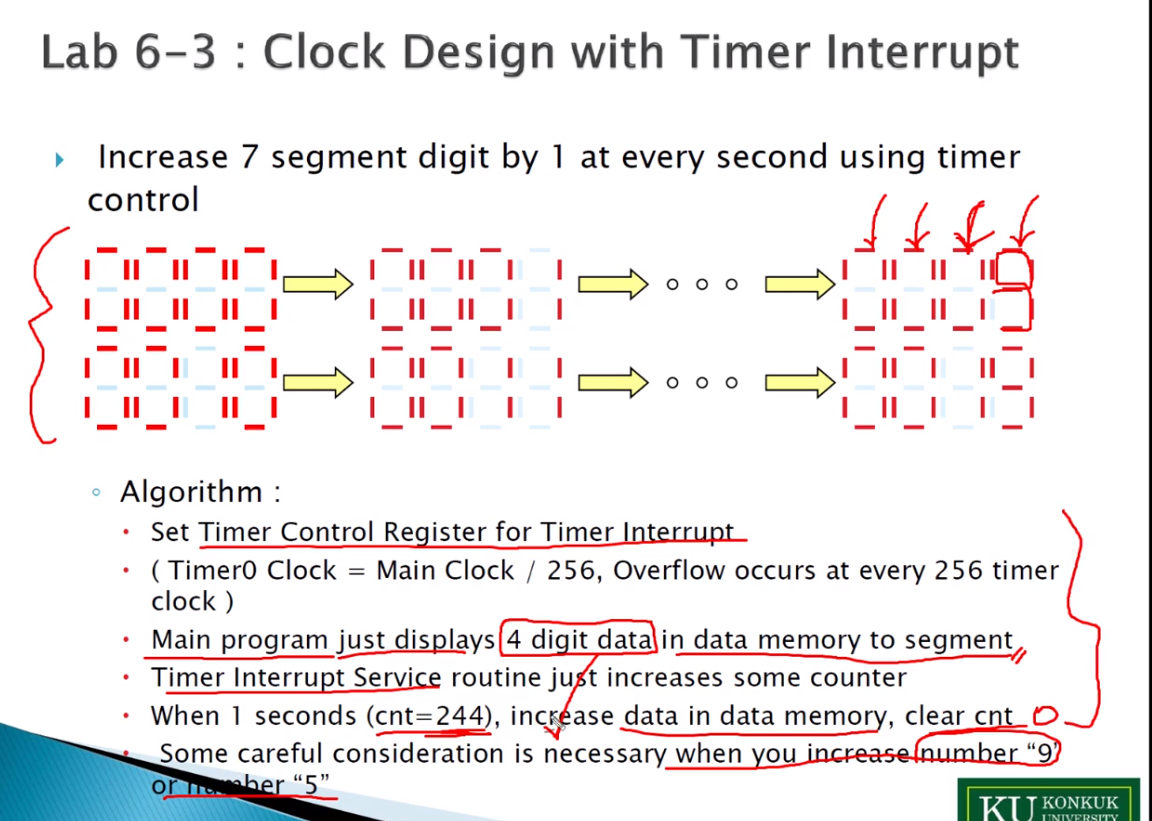 Lab 6-3 : Clock Design with Timer Interrupt
Increase 7 segment digit by 1 at every second using timer
control
Algorithm :
Set Timer Control Register for Timer Interrupt
( Timer0 Clock = Main Clock / 256, Overflow occurs at every 256 timer
clock )
Main program just displays 4 digit data in data memory to segment
Timer Interrupt Service routine just increases some counter
When 1 seconds (cnt=244), increase data in data memory, clear cnt 0
Some careful consideration is necessary when you increase number “9”
or number “5”
KU KONKUK
UNIVERSITY